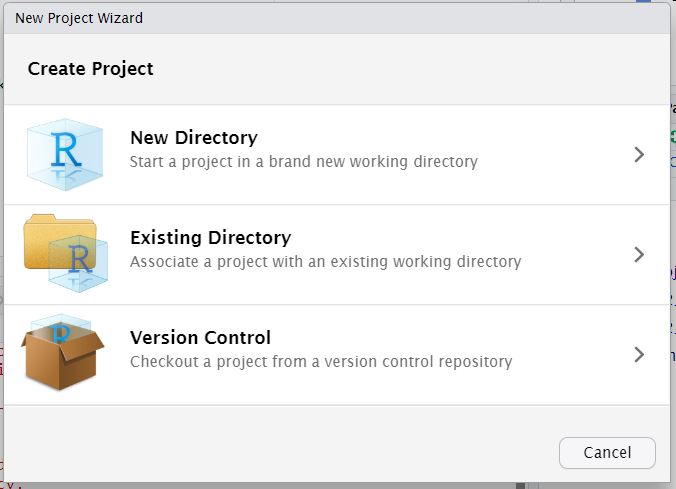 New Project Wizard
Create Project
R
New Directory
Start a project in a brand new working directory
R
Existing Directory
Associate a project with an existing working directory
R
Version Control
Checkout a project from a version control repository
Cancel